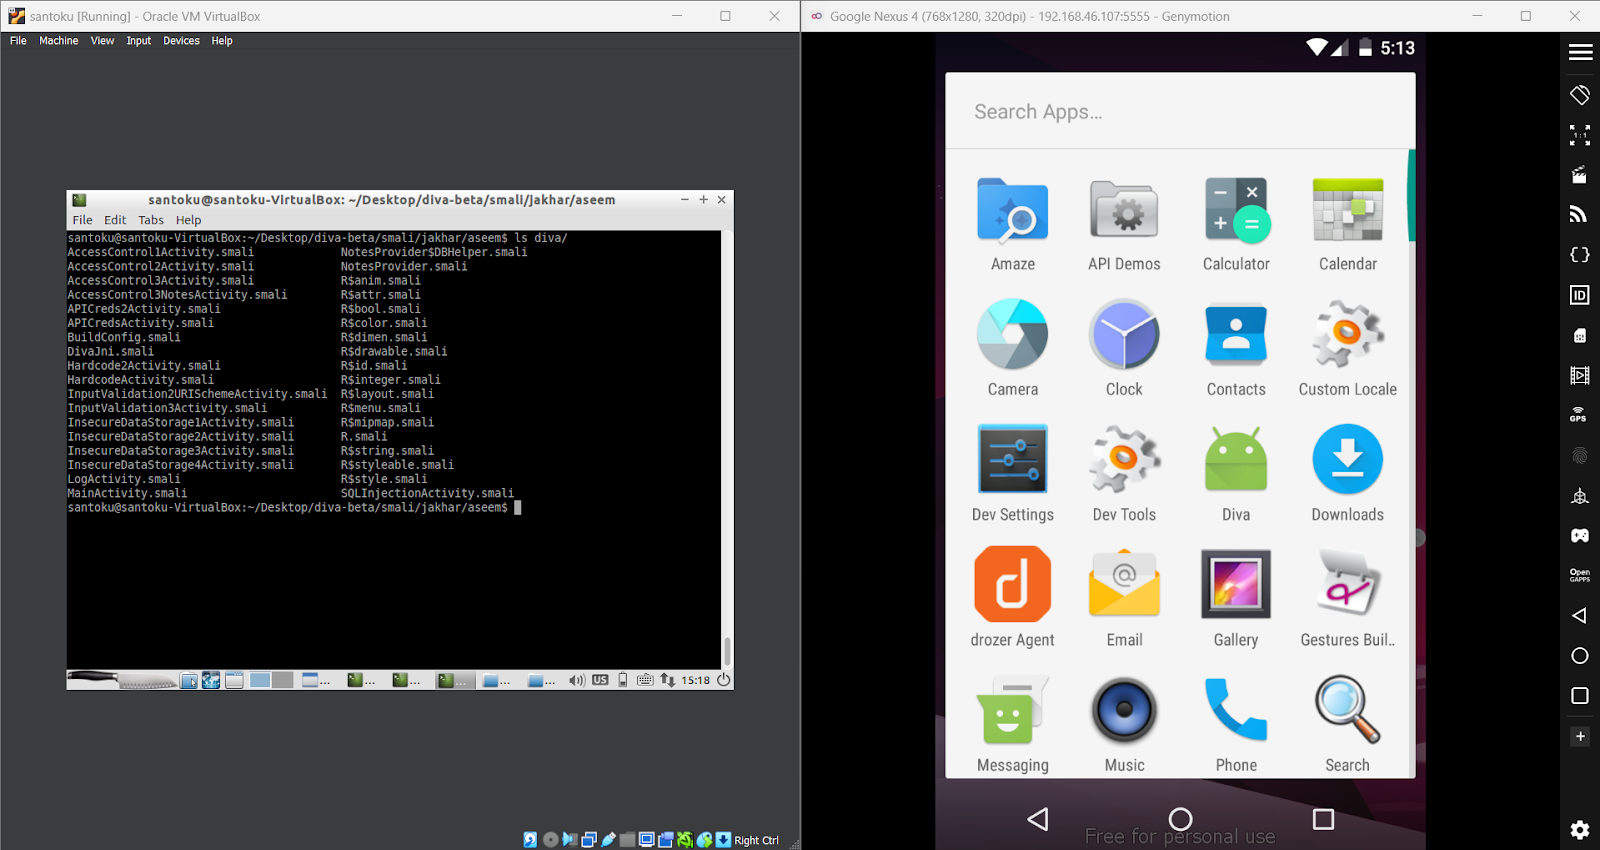 santoku [Running] - Oracle VM VirtualBox
File Machine View Input Devices Help
santoku@santoku-VirtualBox: ~/Desktop/diva-beta/smali/jakhar/aseem
File Edit Tabs Help
santoku@santoku-VirtualBox:~/Desktop/diva-beta/smali/jakhar/aseem$ ls diva/
AccessControl1Activity.smali NotesProvider$DBHelper.smali
AccessControl2Activity.smali NotesProvider.smali
AccessControl3Activity.smali R$anim.smali
AccessControl3NotesActivity.smali R$attr.smali
APICreds2Activity.smali R$bool.smali
APICredsActivity.smali R$color.smali
BuildConfig.smali R$dimen.smali
DivaJni.smali R$drawable.smali
Hardcode2Activity.smali R$id.smali
HardcodeActivity.smali R$integer.smali
InputValidation2URISchemeActivity.smali R$layout.smali
InputValidation3Activity.smali R$menu.smali
InsecureDataStorage1Activity.smali R$mipmap.smali
InsecureDataStorage2Activity.smali R.smali
InsecureDataStorage3Activity.smali R$string.smali
InsecureDataStorage4Activity.smali R$styleable.smali
LogActivity.smali R$style.smali
MainActivity.smali SQLInjectionActivity.smali
santoku@santoku-VirtualBox:~/Desktop/diva-beta/smali/jakhar/aseem$
... ... ... ... ... ... US 15:18
Right Ctrl
Google Nexus 4 (768x1280, 320dpi) - 192.168.46.107:5555 - Genymotion
5:13
Search Apps...
Amaze API Demos Calculator Calendar
Camera Clock Contacts Custom Locale
Dev Settings Dev Tools Diva Downloads
drozer Agent Email Gallery Gestures Buil..
Messaging Music Phone Search
Free for personal use
1:1
ID
GPS
Open
GAPPS